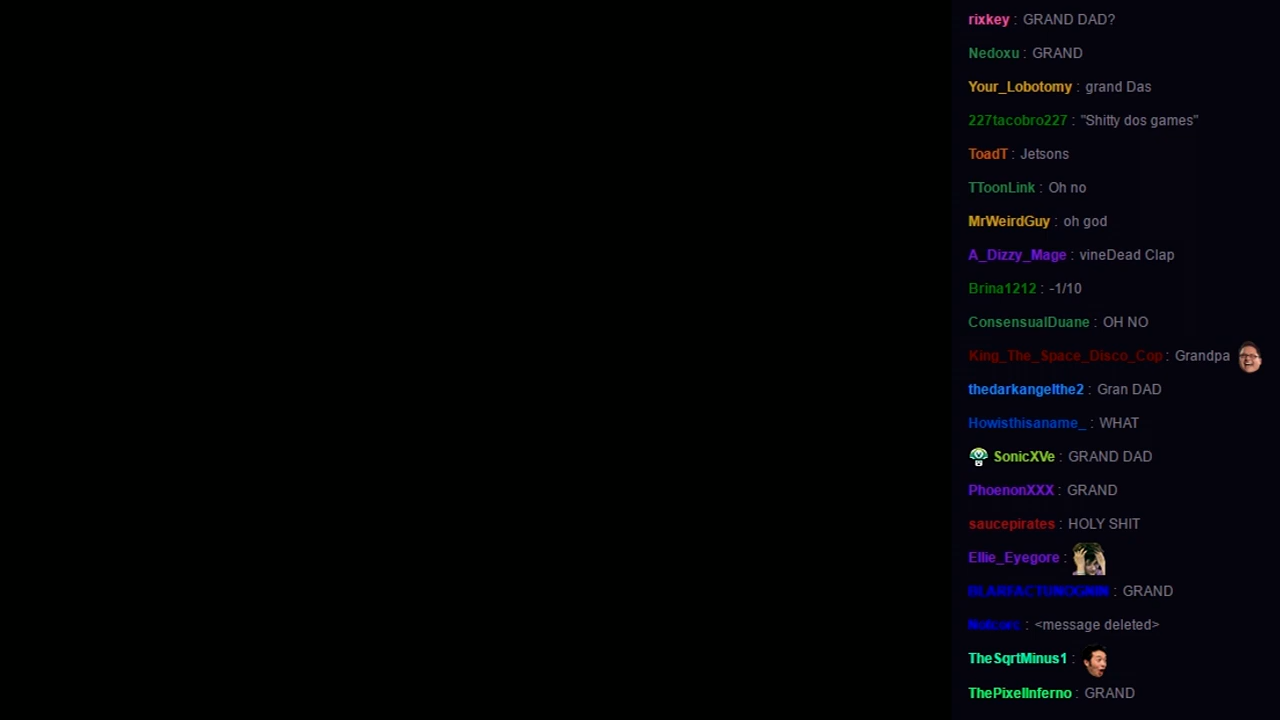 rixkey : GRAND DAD?
Nedoxu : GRAND
Your_Lobotomy : grand Das
227tacobro227 : "Shitty dos games"
ToadT : Jetsons
TToonLink : Oh no
MrWeirdGuy : oh god
A_Dizzy_Mage : vineDead Clap
Brina1212 : -1/10
ConsensualDuane : OH NO
King_The_Space_Disco_Cop : Grandpa
thedarkangelthe2 : Gran DAD
Howisthisaname_ : WHAT
SonicXVe : GRAND DAD
PhoenonXXX : GRAND
saucepirates : HOLY SHIT
Ellie_Eyegore :
: GRAND
: <message deleted>
TheSqrtMinus1 :
ThePixelInferno : GRAND